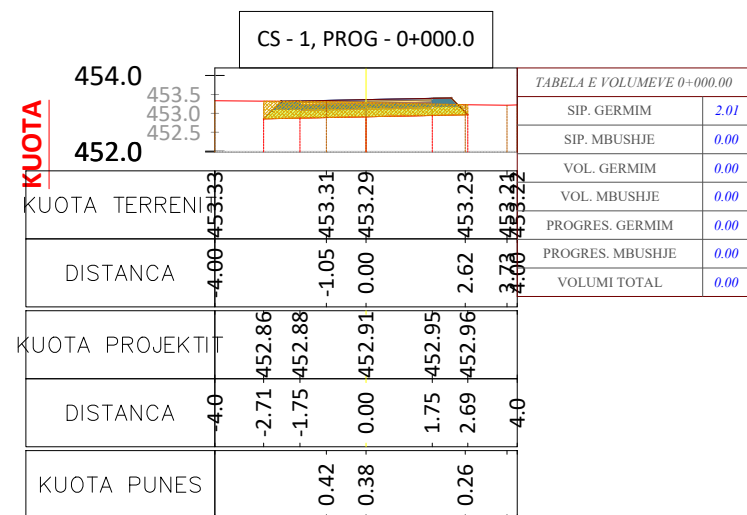 CS - 1, PROG - 0+000.0
454.0
453.5
453.0
452.5
452.0
KUOTA
TABELA E VOLUMEVE 0+000.00
SIP. GERMIM 2.01
SIP. MBUSHJE 0.00
VOL. GERMIM 0.00
VOL. MBUSHJE 0.00
PROGRES. GERMIM 0.00
PROGRES. MBUSHJE 0.00
VOLUMI TOTAL 0.00
KUOTA TERRENIT 453.33 453.31 453.29 453.23 453.21 453.22
DISTANCA -4.00 -1.05 0.00 2.62 3.73 4.00
KUOTA PROJEKTIT 452.86 452.88 452.91 452.95 452.96
DISTANCA -4.0 -2.71 -1.75 0.00 1.75 2.69 4.0
KUOTA PUNES 0.42 0.38 0.26